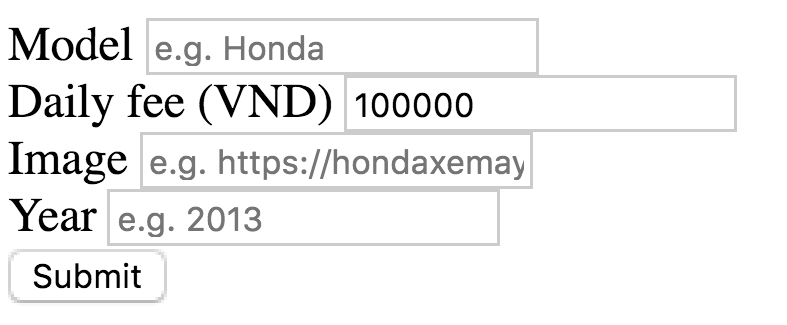 Model e.g. Honda
Daily fee (VND) 100000
Image e.g. https://hondaxemay
Year e.g. 2013
Submit